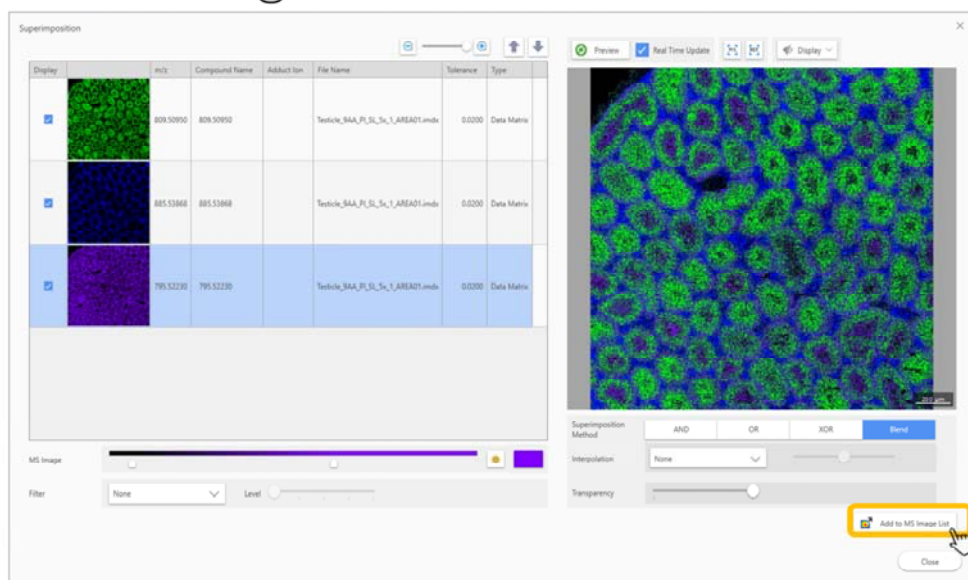 Superimposition
Preview
Real Time Update
Display
Display m/z Compound Name Adduct Ion File Name Tolerance Type
809.50950 809.50950 Testicle_9AA_PI_SL_5x_1_AREA01.imdx 0.0200 Data Matrix
885.53868 885.53868 Testicle_9AA_PI_SL_5x_1_AREA01.imdx 0.0200 Data Matrix
795.52230 795.52230 Testicle_9AA_PI_SL_5x_1_AREA01.imdx 0.0200 Data Matrix
MS Image
Filter None Level
Superimposition
Method
AND OR XOR Blend
Interpolation None
Transparency
Add to MS Image List
Close